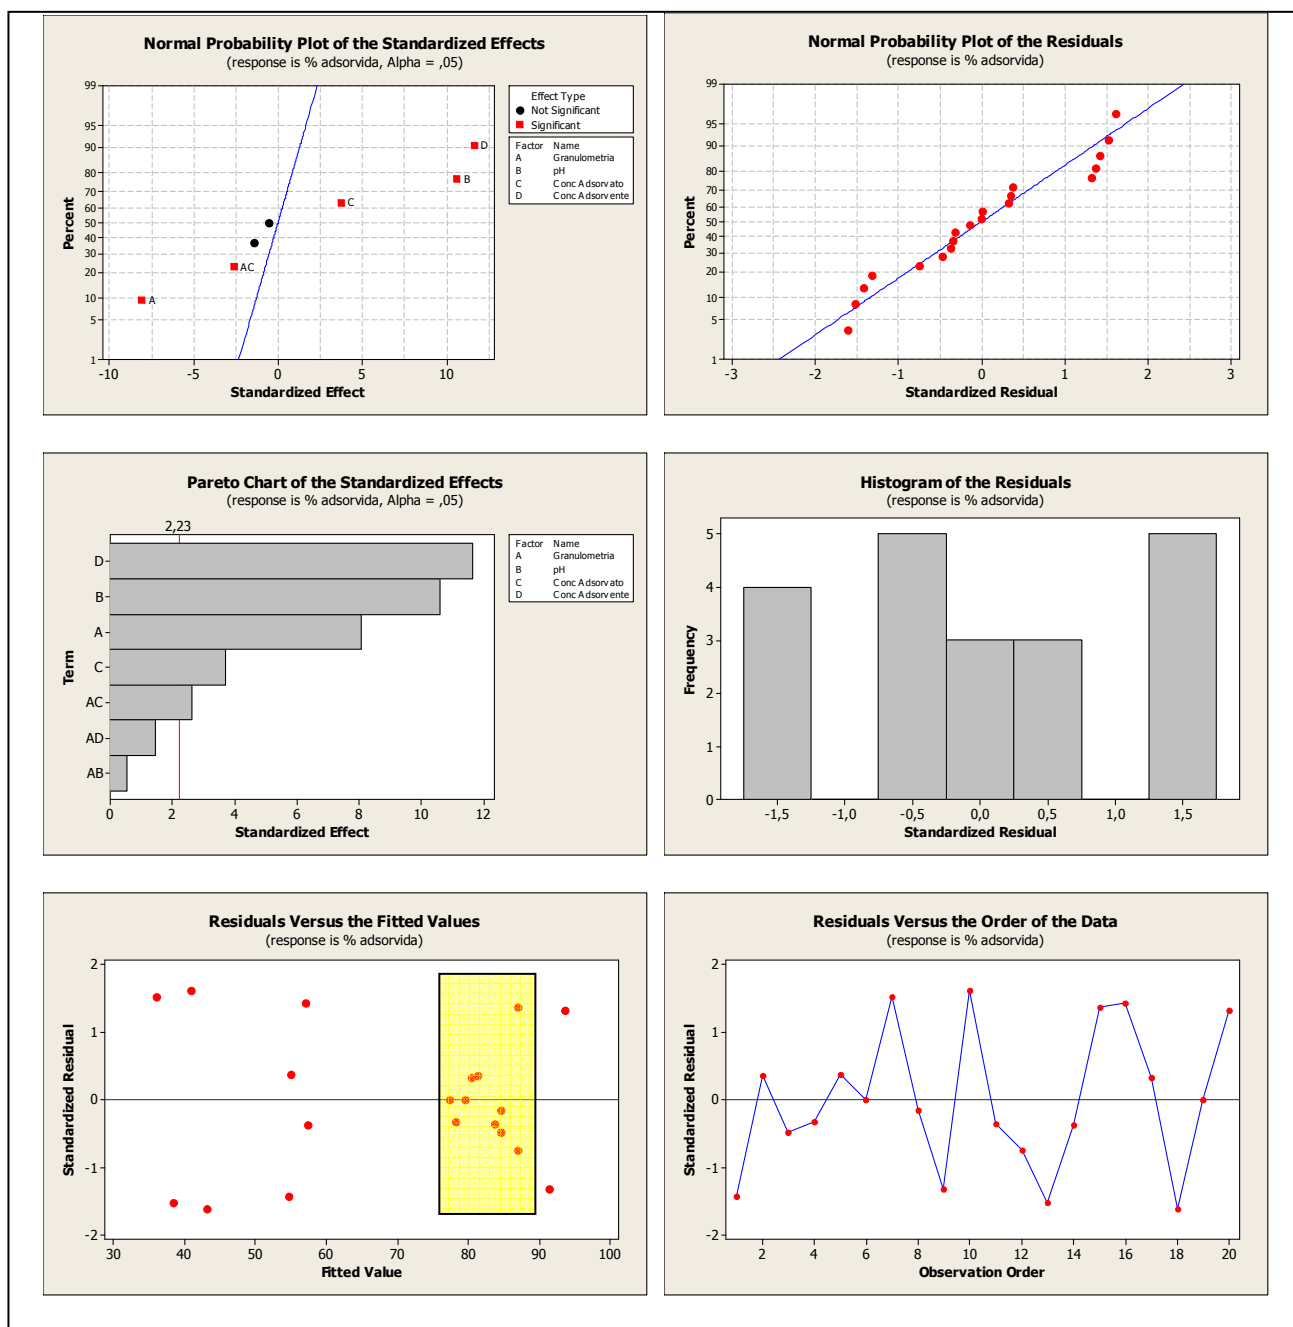 Normal Probability Plot of the Standardized Effects
(response is % adsorvida, Alpha = ,05)
Percent
99
95
90
80
70
60
50
40
30
20
10
5
1
D
B
C
AC
A
-10 -5 0 5 10
Standardized Effect
Effect Type
Not Significant
Significant
Factor Name
A Granulometria
B pH
C Conc Adsorvato
D Conc Adsorvente
Normal Probability Plot of the Residuals
(response is % adsorvida)
Percent
99
95
90
80
70
60
50
40
30
20
10
5
1
-3 -2 -1 0 1 2 3
Standardized Residual
Pareto Chart of the Standardized Effects
(response is % adsorvida, Alpha = ,05)
2,23
Term
D
B
A
C
AC
AD
AB
0 2 4 6 8 10 12
Standardized Effect
Factor Name
A Granulometria
B pH
C Conc Adsorvato
D Conc Adsorvente
Histogram of the Residuals
(response is % adsorvida)
Frequency
5
4
3
2
1
0
-1,5 -1,0 -0,5 0,0 0,5 1,0 1,5
Standardized Residual
Residuals Versus the Fitted Values
(response is % adsorvida)
Standardized Residual
2
1
0
-1
-2
30 40 50 60 70 80 90 100
Fitted Value
Residuals Versus the Order of the Data
(response is % adsorvida)
Standardized Residual
2
1
0
-1
-2
2 4 6 8 10 12 14 16 18 20
Observation Order